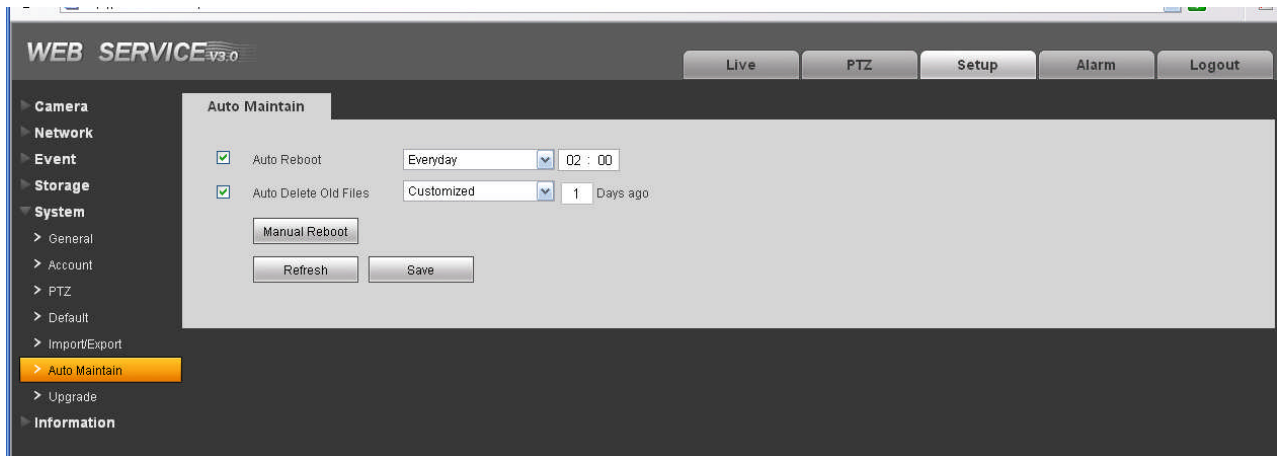 WEB SERVICE V3.0
Live PTZ Setup Alarm Logout
Camera
Network
Event
Storage
System
> General
> Account
> PTZ
> Default
> Import/Export
> Auto Maintain
> Upgrade
Information
Auto Maintain
Auto Reboot Everyday 02 : 00
Auto Delete Old Files Customized 1 Days ago
Manual Reboot
Refresh Save